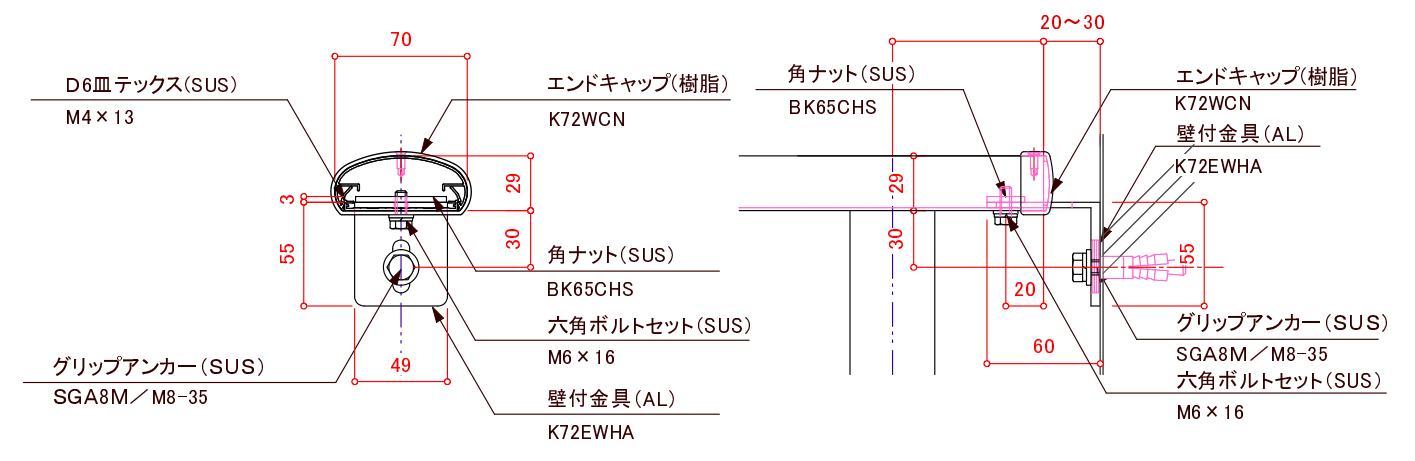 70
D6皿テックス(SUS)
M4×13
エンドキャップ(樹脂)
K72WCN
3
29
55
30
角ナット(SUS)
BK65CHS
六角ボルトセット(SUS)
M6×16
グリップアンカー(SUS)
SGA8M／M8-35
49
壁付金具(AL)
K72EWHA
20～30
角ナット(SUS)
BK65CHS
エンドキャップ(樹脂)
K72WCN
壁付金具(AL)
K72EWHA
29
30
55
20
60
グリップアンカー(SUS)
SGA8M／M8-35
六角ボルトセット(SUS)
M6×16